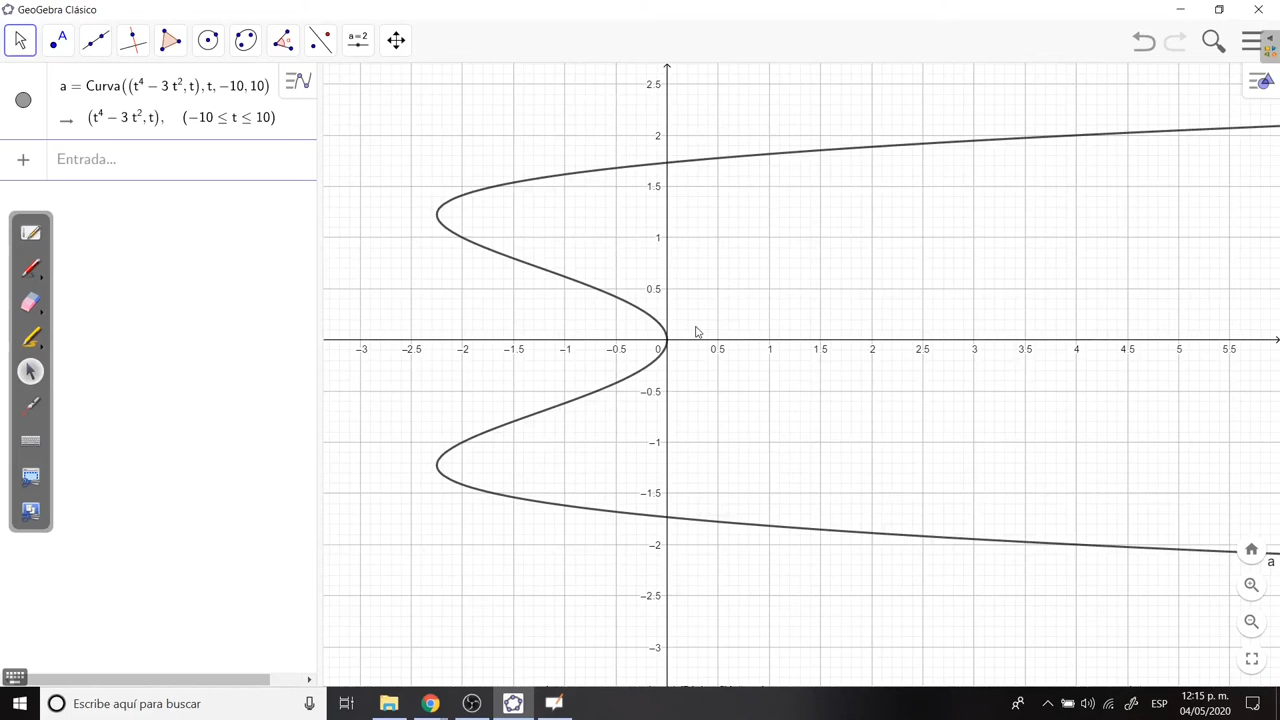 GeoGebra Clásico
a=2
a = Curva((t⁴ − 3 t², t), t, −10, 10)
→ (t⁴ − 3 t², t), (−10 ≤ t ≤ 10)
Entrada...
2.5
2
1.5
1
0.5
−3 −2.5 −2 −1.5 −1 −0.5 0 0.5 1 1.5 2 2.5 3 3.5 4 4.5 5 5.5
−0.5
−1
−1.5
−2
a
−2.5
−3
Escribe aquí para buscar
ESP
12:15 p. m.
04/05/2020